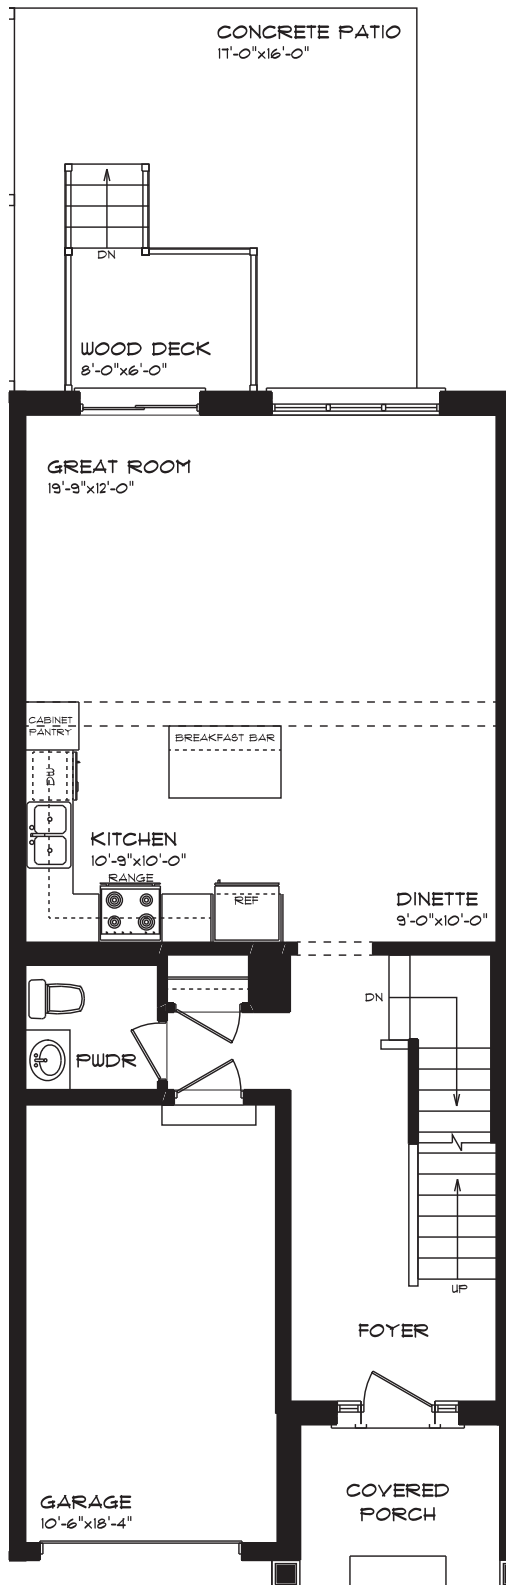 CONCRETE PATIO
17'-0"x16'-0"
DN
WOOD DECK
8'-0"x6'-0"
GREAT ROOM
19'-9"x12'-0"
CABINET
PANTRY
BREAKFAST BAR
DW
KITCHEN
10'-9"x10'-0"
RANGE
REF
DINETTE
9'-0"x10'-0"
DN
PWDR
UP
FOYER
COVERED
PORCH
GARAGE
10'-6"x18'-4"